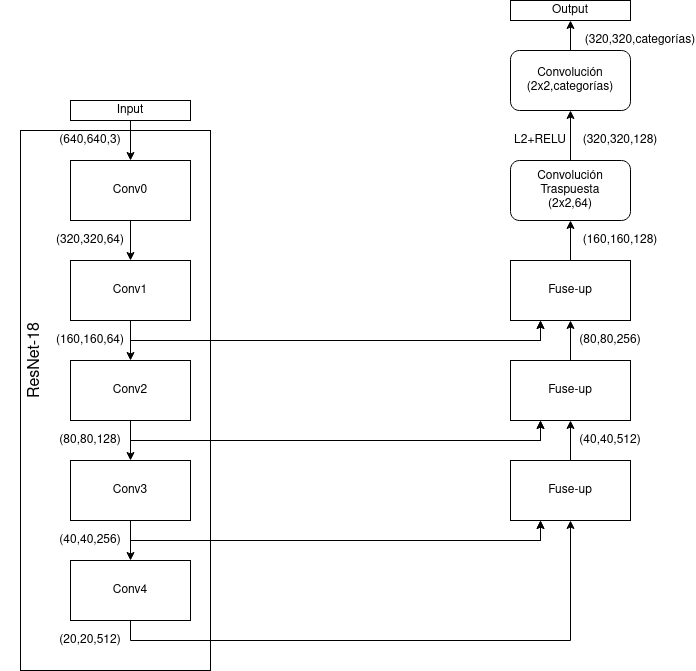 Output
(320,320,categorías)
Convolución
(2x2,categorías)
Input
(640,640,3)
L2+RELU
(320,320,128)
Conv0
Convolución
Traspuesta
(2x2,64)
(320,320,64)
(160,160,128)
Conv1
Fuse-up
ResNet-18
(160,160,64)
(80,80,256)
Conv2
Fuse-up
(80,80,128)
(40,40,512)
Conv3
Fuse-up
(40,40,256)
Conv4
(20,20,512)